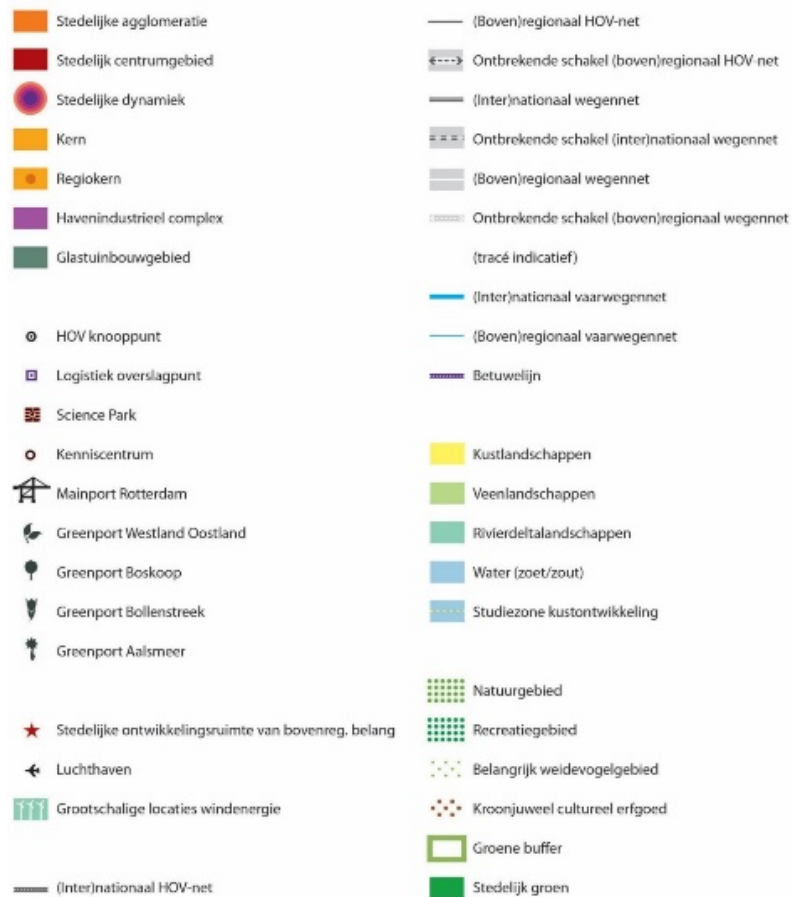 Stedelijke agglomeratie
Stedelijk centrumgebied
Stedelijke dynamiek
Kern
Regiokern
Havenindustrieel complex
Glastuinbouwgebied
HOV knooppunt
Logistiek overslagpunt
Science Park
Kenniscentrum
Mainport Rotterdam
Greenport Westland Oostland
Greenport Boskoop
Greenport Bollenstreek
Greenport Aalsmeer
Stedelijke ontwikkelingsruimte van bovenreg. belang
Luchthaven
Grootschalige locaties windenergie
(Inter)nationaal HOV-net
(Boven)regionaal HOV-net
Ontbrekende schakel (boven)regionaal HOV-net
(Inter)nationaal wegennet
Ontbrekende schakel (inter)nationaal wegennet
(Boven)regionaal wegennet
Ontbrekende schakel (boven)regionaal wegennet
(tracé indicatief)
(Inter)nationaal vaarwegennet
(Boven)regionaal vaarwegennet
Betuwelijn
Kustlandschappen
Veenlandschappen
Rivierdeltalandschappen
Water (zoet/zout)
Studiezone kustontwikkeling
Natuurgebied
Recreatiegebied
Belangrijk weidevogelgebied
Kroonjuweel cultureel erfgoed
Groene buffer
Stedelijk groen